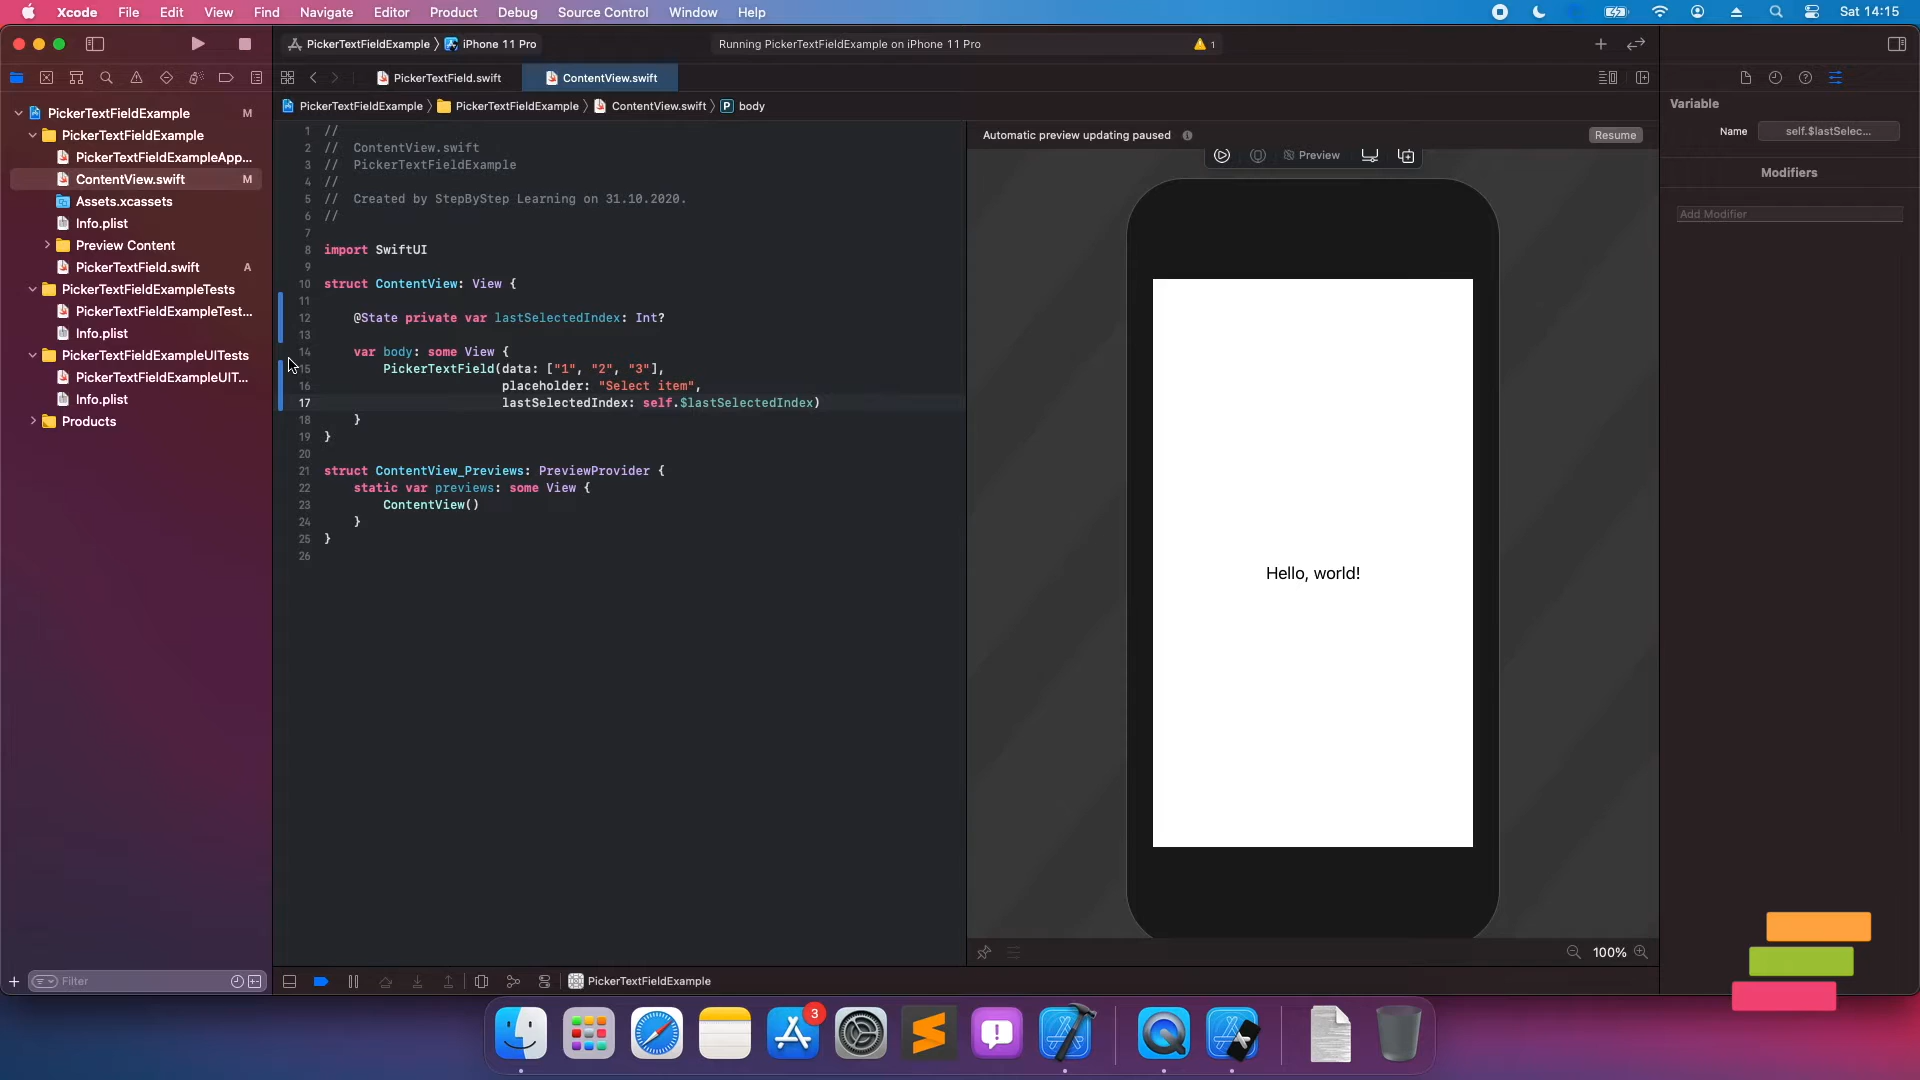 Xcode File Edit View Find Navigate Editor Product Debug Source Control Window Help
Sat 14:15
PickerTextFieldExample iPhone 11 Pro
Running PickerTextFieldExample on iPhone 11 Pro
1
PickerTextField.swift
ContentView.swift
PickerTextFieldExample PickerTextFieldExample ContentView.swift P body
PickerTextFieldExample M
PickerTextFieldExample
PickerTextFieldExampleApp...
ContentView.swift M
Assets.xcassets
Info.plist
Preview Content
PickerTextField.swift A
PickerTextFieldExampleTests
PickerTextFieldExampleTest...
Info.plist
PickerTextFieldExampleUITests
PickerTextFieldExampleUIT...
Info.plist
Products
Filter
1 //
2 //  ContentView.swift
3 //  PickerTextFieldExample
4 //
5 //  Created by StepByStep Learning on 31.10.2020.
6 //
7
8 import SwiftUI
9
10 struct ContentView: View {
11
12     @State private var lastSelectedIndex: Int?
13
14     var body: some View {
15         PickerTextField(data: ["1", "2", "3"],
16                         placeholder: "Select item",
17                         lastSelectedIndex: self.$lastSelectedIndex)
18     }
19 }
20
21 struct ContentView_Previews: PreviewProvider {
22     static var previews: some View {
23         ContentView()
24     }
25 }
26
Automatic preview updating paused
Resume
Preview
Hello, world!
100%
Variable
Name self.$lastSelec...
Modifiers
Add Modifier
PickerTextFieldExample
3